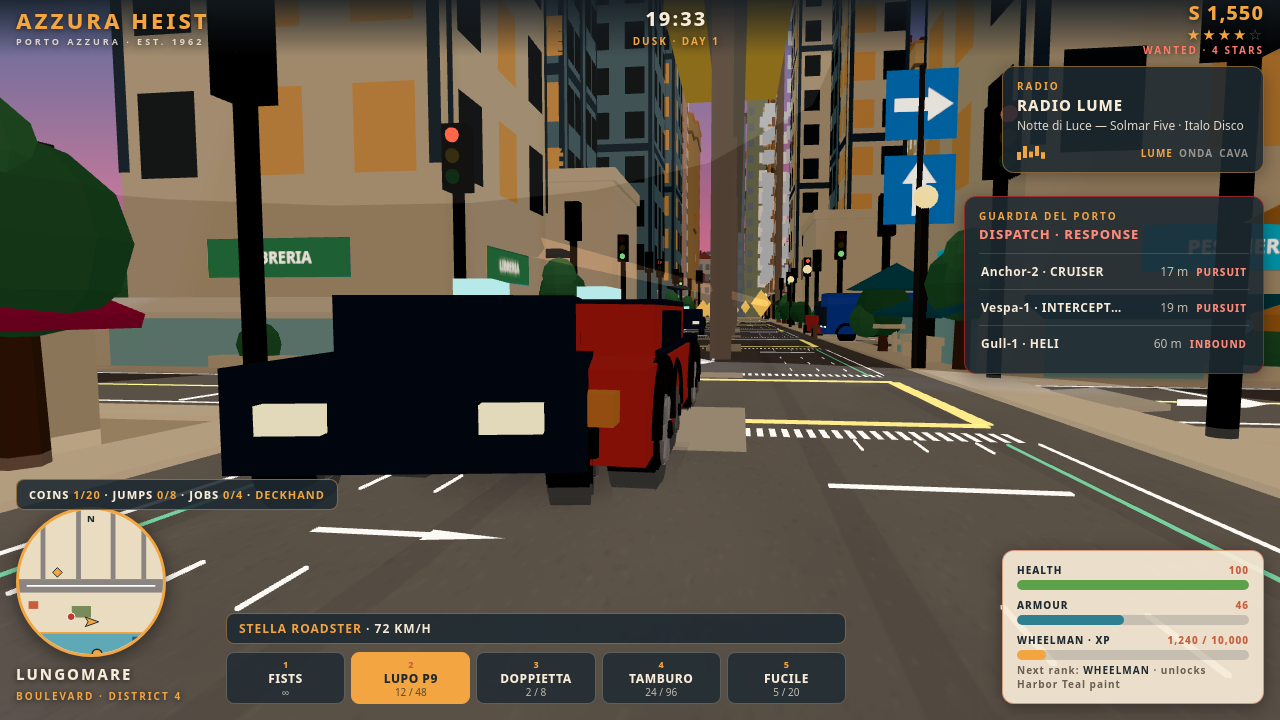 AZZURA HEIST
PORTO AZZURA · EST. 1962
19:33
DUSK · DAY 1
S 1,550
★★★★☆
WANTED · 4 STARS
RADIO
RADIO LUME
Notte di Luce — Solmar Five · Italo Disco
LUME ONDA CAVA
GUARDIA DEL PORTO
DISPATCH · RESPONSE
Anchor-2 · CRUISER 17 m PURSUIT
Vespa-1 · INTERCEPT... 19 m PURSUIT
Gull-1 · HELI 60 m INBOUND
BRERIA
COINS 1/20 · JUMPS 0/8 · JOBS 0/4 · DECKHAND
N
LUNGOMARE
BOULEVARD · DISTRICT 4
STELLA ROADSTER · 72 KM/H
1
FISTS
∞
2
LUPO P9
12 / 48
3
DOPPIETTA
2 / 8
4
TAMBURO
24 / 96
5
FUCILE
5 / 20
HEALTH 100
ARMOUR 46
WHEELMAN · XP 1,240 / 10,000
Next rank: WHEELMAN · unlocks
Harbor Teal paint